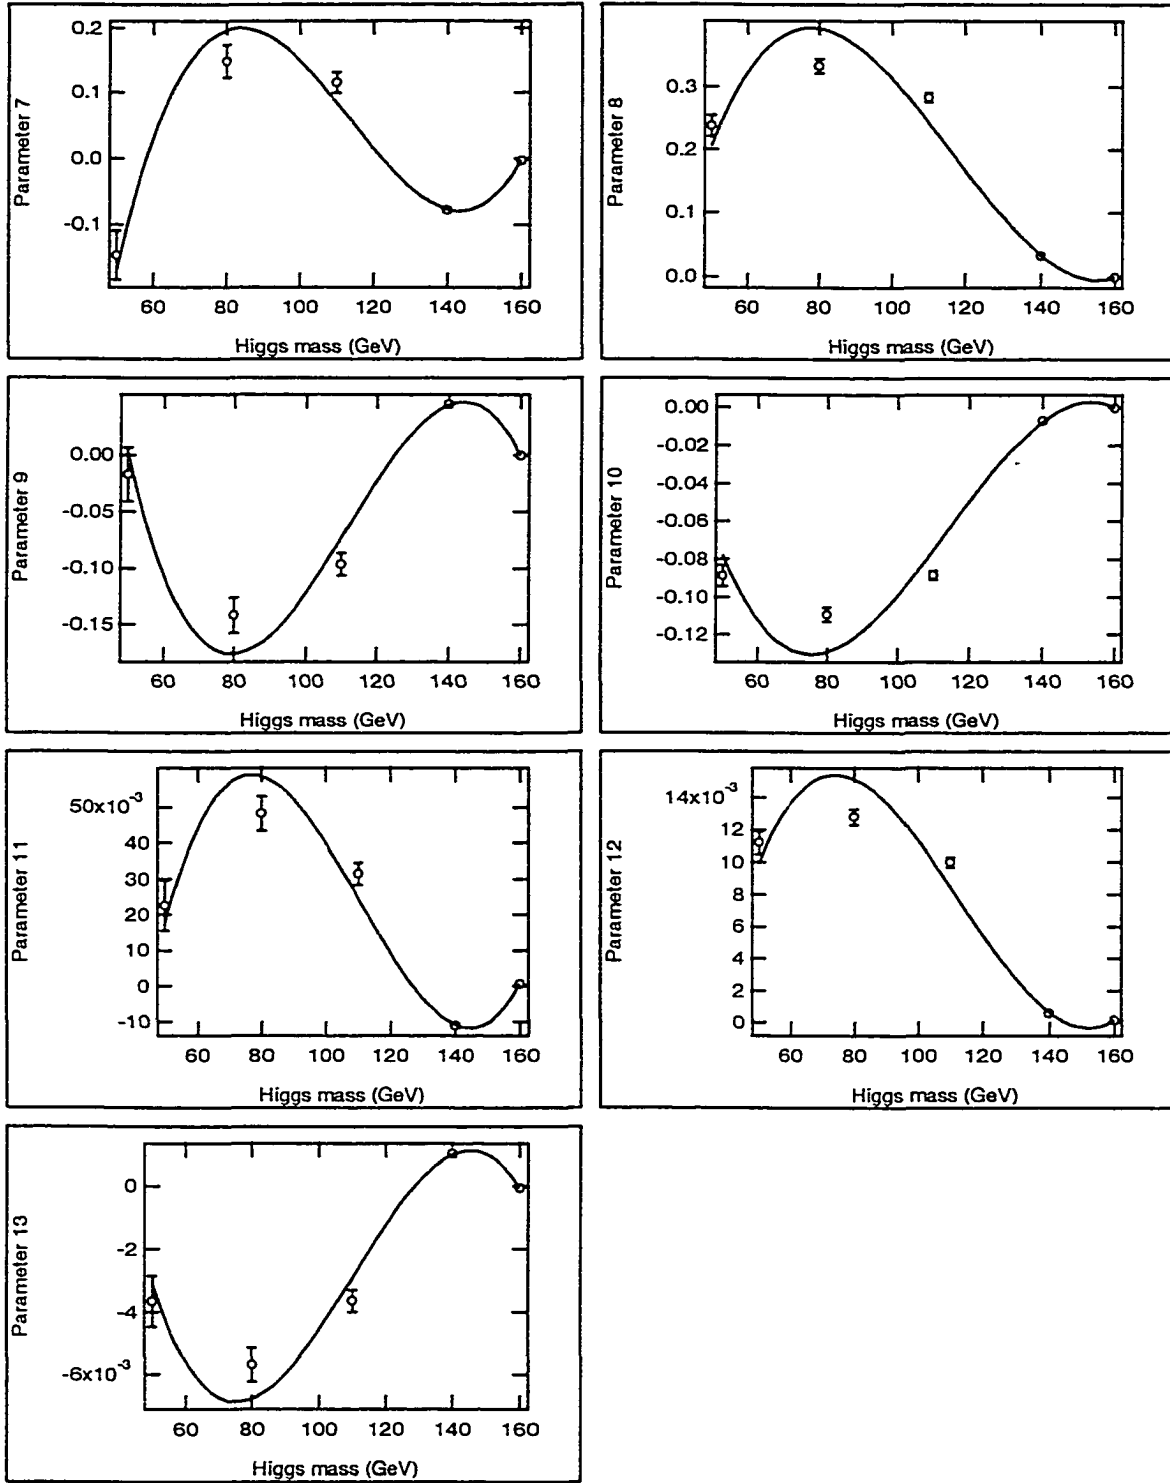 Parameter 7
0.2
0.1
0.0
-0.1
60 80 100 120 140 160
Higgs mass (GeV)
Parameter 8
0.3
0.2
0.1
0.0
60 80 100 120 140 160
Higgs mass (GeV)
Parameter 9
0.00
-0.05
-0.10
-0.15
60 80 100 120 140 160
Higgs mass (GeV)
Parameter 10
0.00
-0.02
-0.04
-0.06
-0.08
-0.10
-0.12
60 80 100 120 140 160
Higgs mass (GeV)
Parameter 11
50x10-3
40
30
20
10
0
-10
60 80 100 120 140 160
Higgs mass (GeV)
Parameter 12
14x10-3
12
10
8
6
4
2
0
60 80 100 120 140 160
Higgs mass (GeV)
Parameter 13
0
-2
-4
-6x10-3
60 80 100 120 140 160
Higgs mass (GeV)